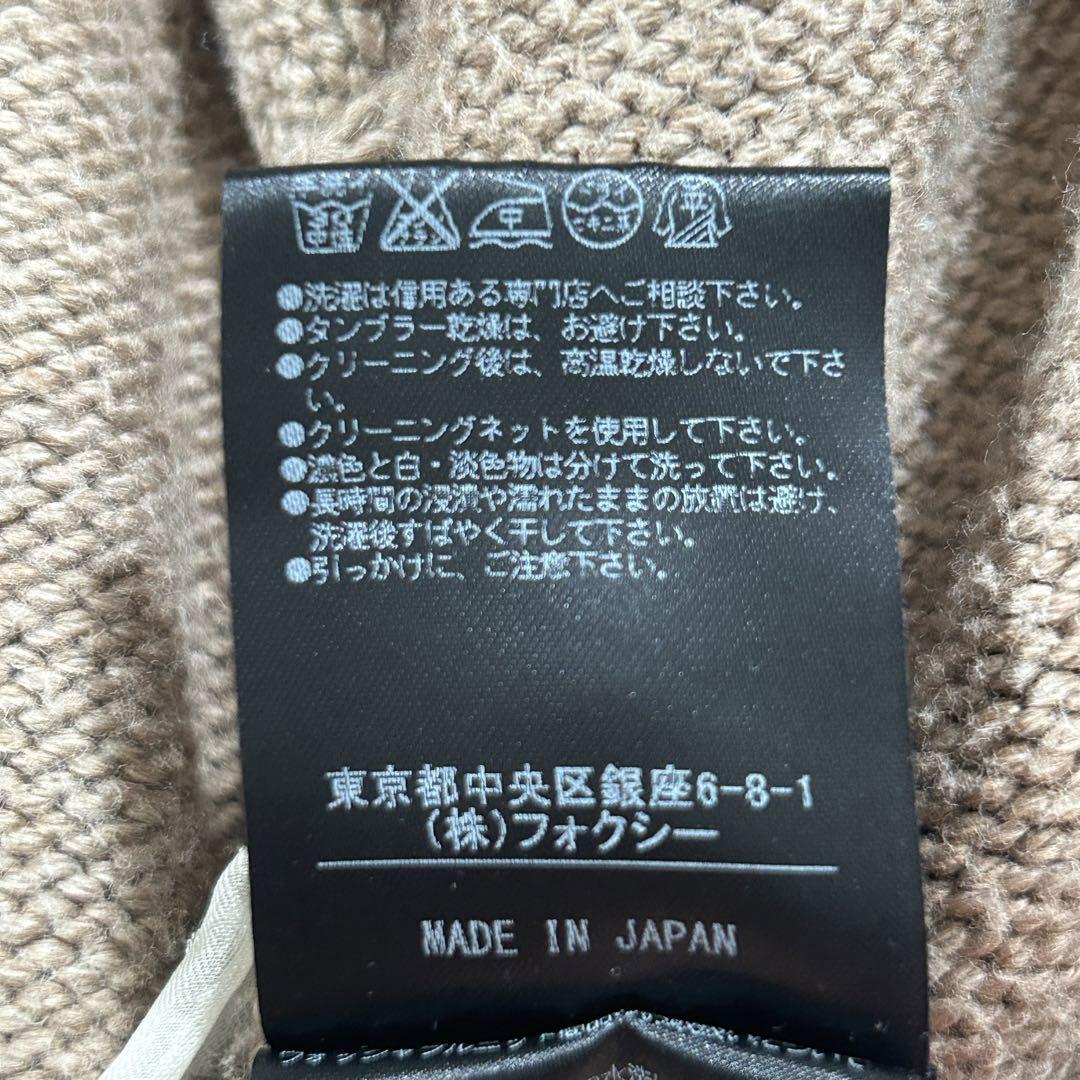 中
平
●洗濯は信用ある専門店へご相談下さい。
●タンブラー乾燥は、お避け下さい。
●クリーニング後は、高温乾燥しないで下さ
い。
●クリーニングネットを使用して下さい。
●濃色と白・淡色物は分けて洗って下さい。
●長時間の浸漬や濡れたままの放置は避け、
洗濯後すばやく干して下さい。
●引っかけに、ご注意下さい。
東京都中央区銀座6-8-1
(株)フォクシー
MADE IN JAPAN